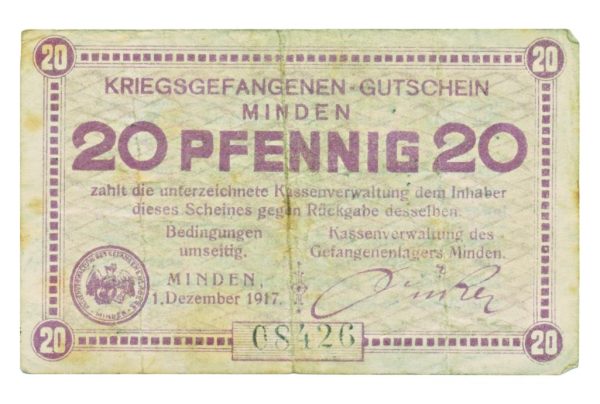 20 20
KRIEGSGEFANGENEN-GUTSCHEIN
MINDEN
20 PFENNIG 20
zahlt die unterzeichnete Kassenverwaltung dem Inhaber
dieses Scheines gegen Rückgabe desselben.
Bedingungen
umseitig.
Kassenverwaltung des
Gefangenenlagers Minden.
MINDEN,
1. Dezember 1917.
20 08426 20